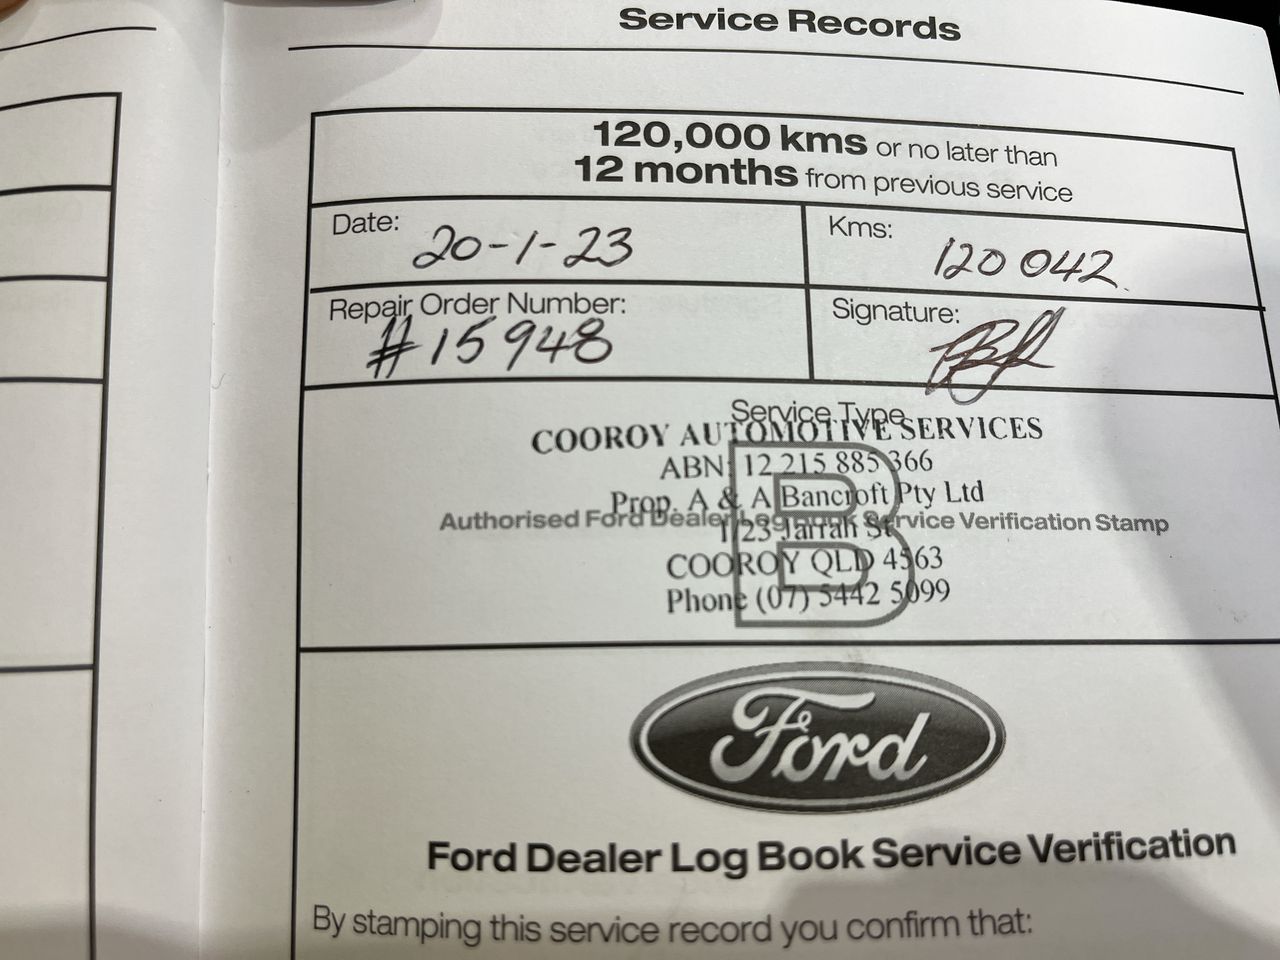 Service Records
120,000 kms or no later than
12 months from previous service
Date: 20-1-23
Kms: 120 042
Repair Order Number: #15948
Signature:
Service Type
COOROY AUTOMOTIVE SERVICES
ABN: 12 215 885 366
Prop. A & A Bancroft Pty Ltd
Authorised Ford Dealer Log Book Service Verification Stamp
1/23 Jarrah St
COOROY QLD 4563
Phone (07) 5442 5099
B
Ford
Ford Dealer Log Book Service Verification
By stamping this service record you confirm that: